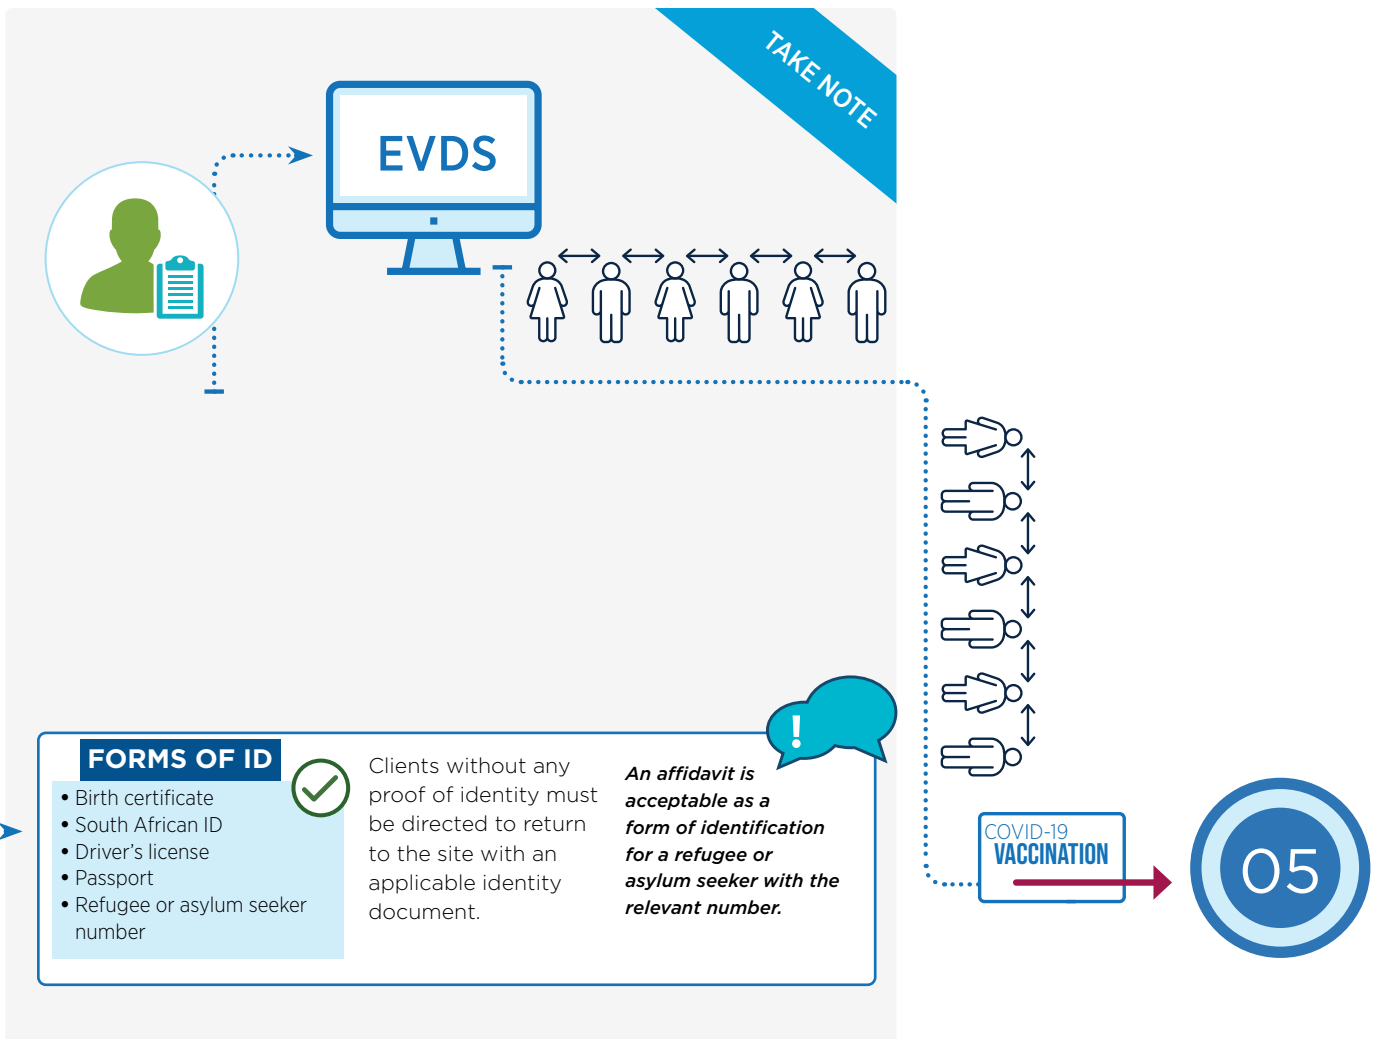 TAKE NOTE
EVDS
FORMS OF ID
• Birth certificate
• South African ID
• Driver's license
• Passport
• Refugee or asylum seeker
number
Clients without any
proof of identity must
be directed to return
to the site with an
applicable identity
document.
!
An affidavit is
acceptable as a
form of identification
for a refugee or
asylum seeker with the
relevant number.
COVID-19
VACCINATION
05